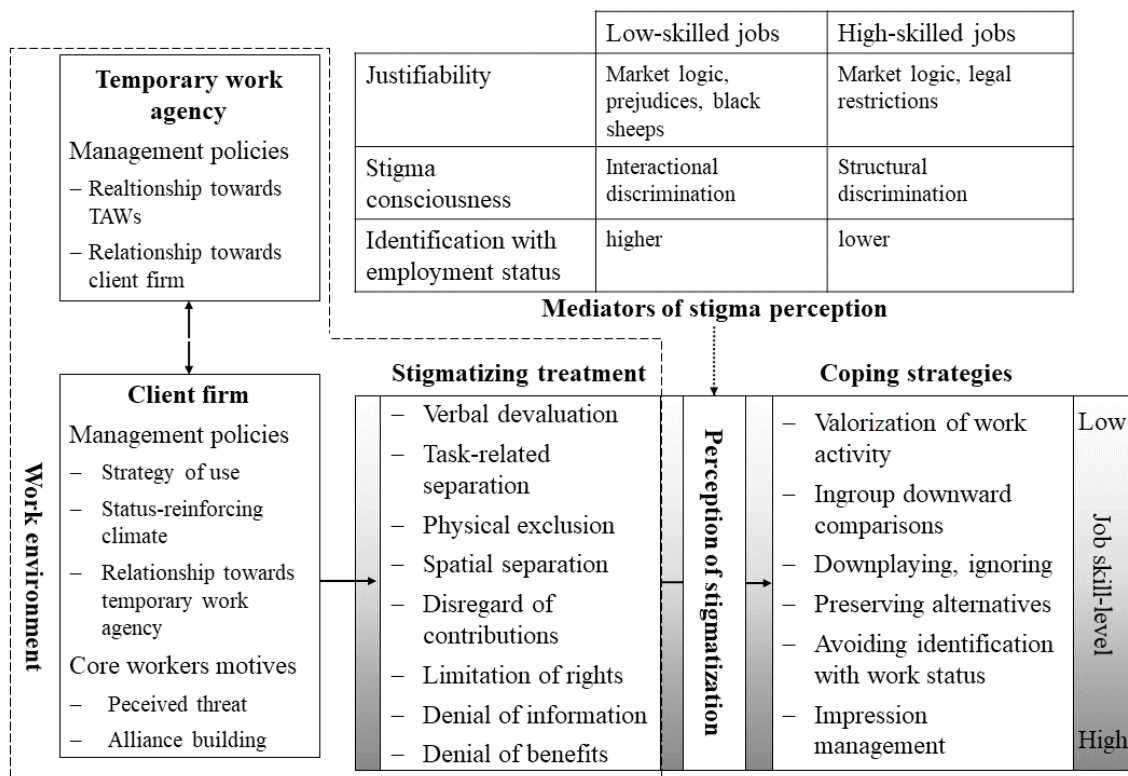 Temporary work
agency
Management policies
– Realtionship towards
TAWs
– Relationship towards
client firm
Low-skilled jobs
High-skilled jobs
Justifiability
Market logic,
prejudices, black
sheeps
Market logic, legal
restrictions
Stigma
consciousness
Interactional
discrimination
Structural
discrimination
Identification with
employment status
higher
lower
Mediators of stigma perception
Work environment
Client firm
Management policies
– Strategy of use
– Status-reinforcing
climate
– Relationship towards
temporary work
agency
Core workers motives
– Perceived threat
– Alliance building
Stigmatizing treatment
– Verbal devaluation
– Task-related
separation
– Physical exclusion
– Spatial separation
– Disregard of
contributions
– Limitation of rights
– Denial of information
– Denial of benefits
Perception of stigmatization
Coping strategies
– Valorization of work
activity
– Ingroup downward
comparisons
– Downplaying, ignoring
– Preserving alternatives
– Avoiding identification
with work status
– Impression
management
Low
Job skill-level
High